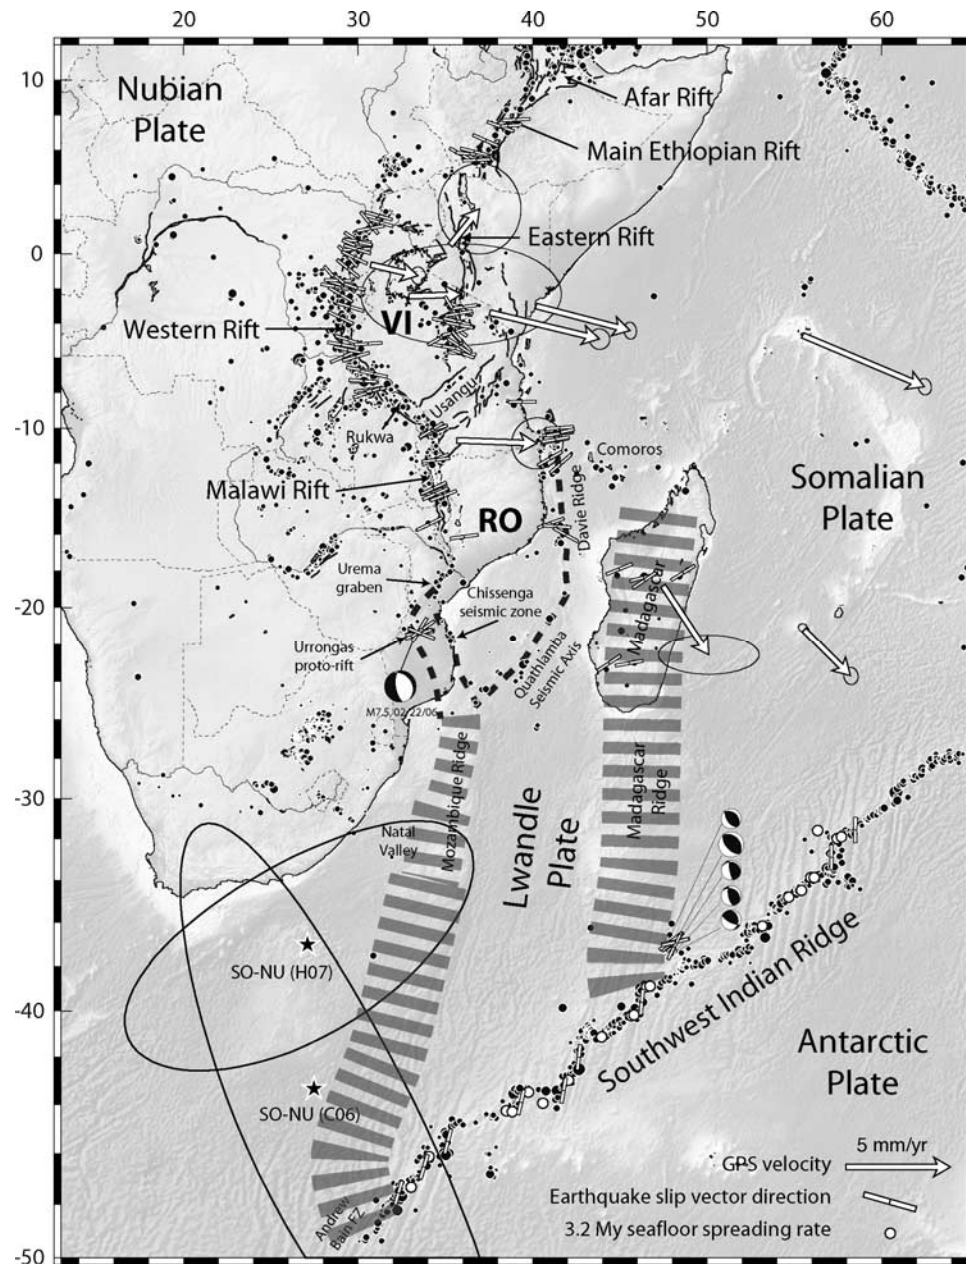 20
30
40
50
60
10
0
-10
-20
-30
-40
-50
Nubian
Plate
Afar Rift
Main Ethiopian Rift
Eastern Rift
Western Rift
VI
Usangu
Rukwa
Comoros
Malawi Rift
RO
Davie Ridge
Somalian
Plate
Urema
graben
Chissenga
seismic zone
Madagascar
Urrongas
proto-rift
Quathlamba
Seismic Axis
M7.5, 02/22/06
Mozambique Ridge
Madagascar
Ridge
Natal
Valley
Lwandle
Plate
SO-NU (H07)
Southwest Indian Ridge
SO-NU (C06)
Antarctic
Plate
Andrew
Bain FZ
5 mm/yr
GPS velocity
Earthquake slip vector direction
3.2 My seafloor spreading rate